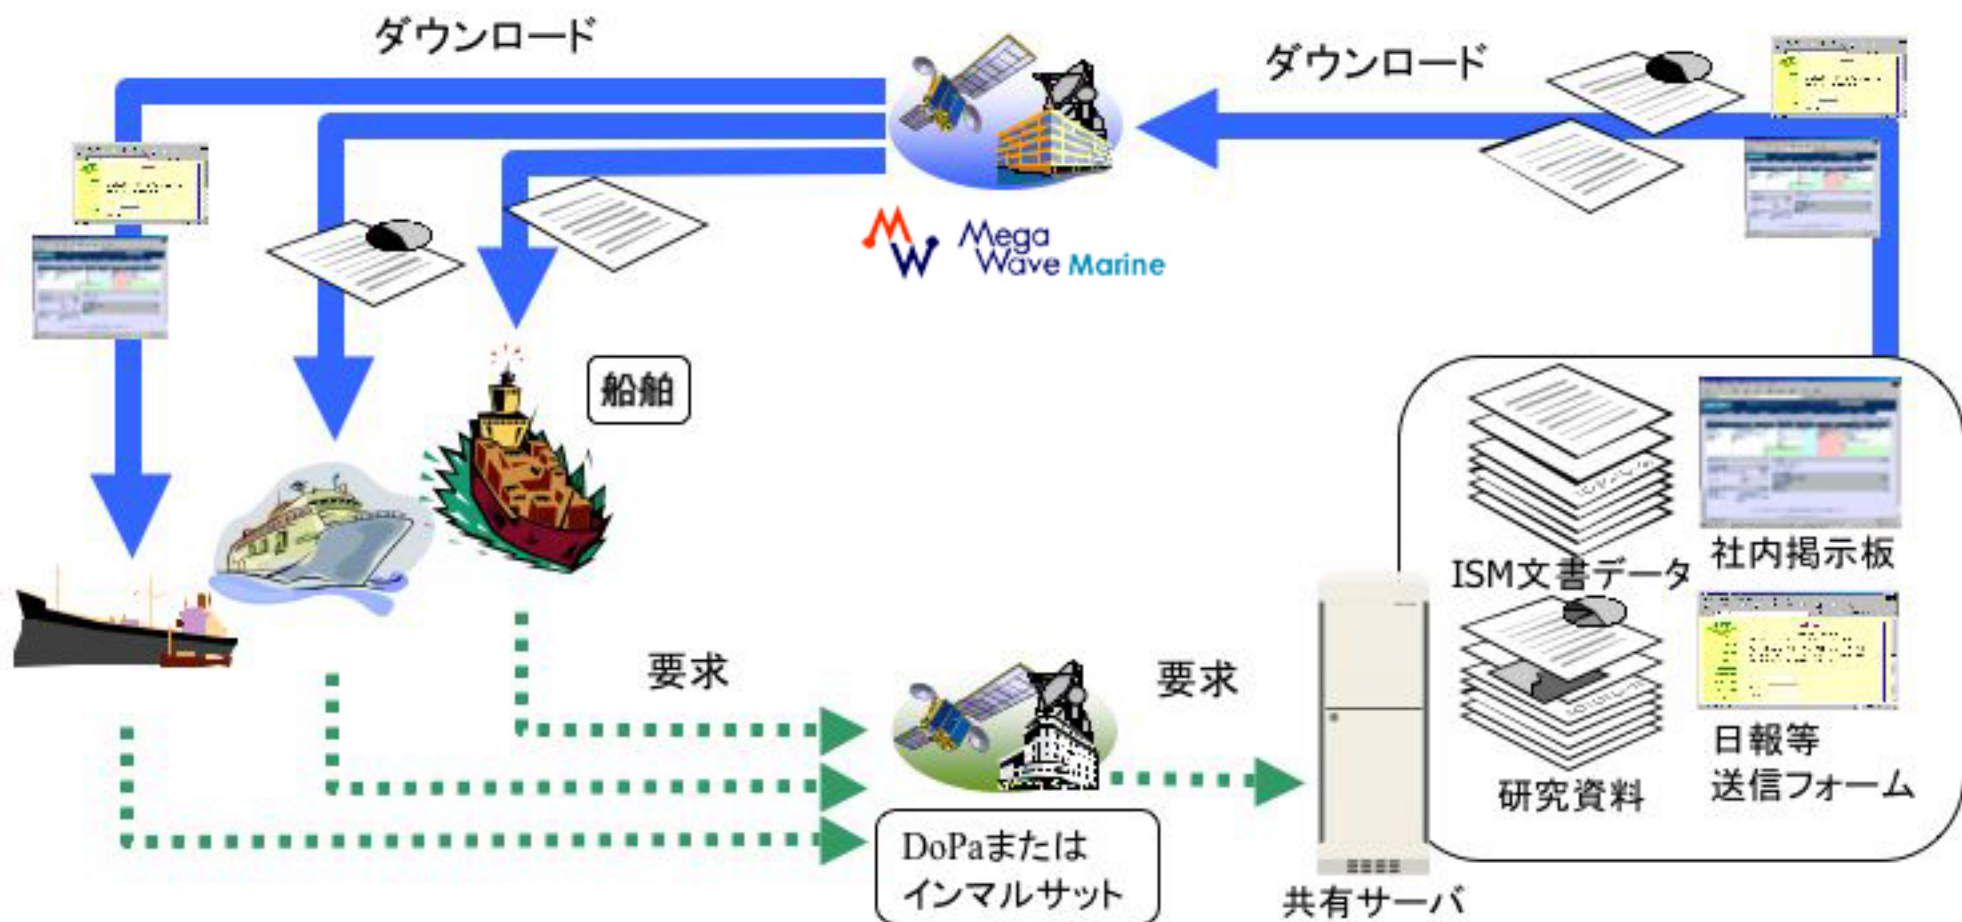 ダウンロード
ダウンロード
MW Mega
Wave Marine
船舶
ISM文書データ
社内掲示板
要求
要求
研究資料
日報等
送信フォーム
DoPaまたは
インマルサット
共有サーバ